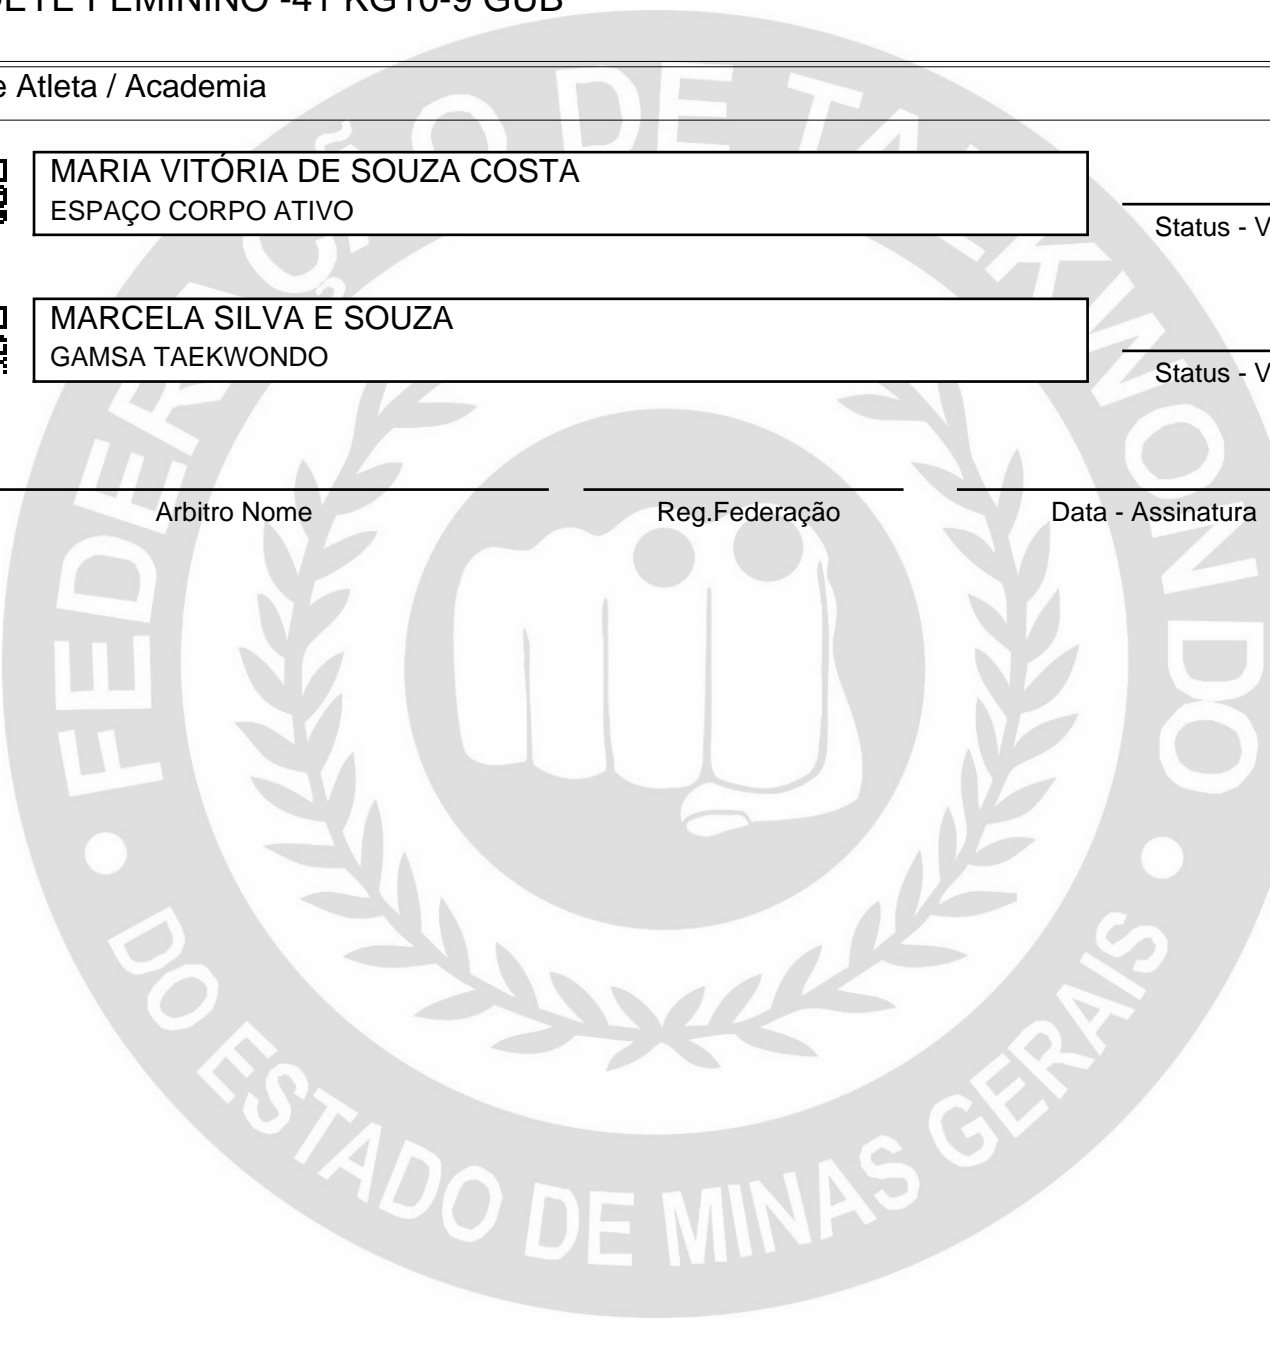 FEMININO -41 KG10-9 GUB
Atleta / Academia
MARIA VITÓRIA DE SOUZA COSTA
ESPAÇO CORPO ATIVO
Status - V
MARCELA SILVA E SOUZA
GAMSA TAEKWONDO
Status - V
Arbitro Nome
Reg.Federação
Data - Assinatura
FEDERAÇÃO DE TAEKWONDO
DO ESTADO DE MINAS GERAIS